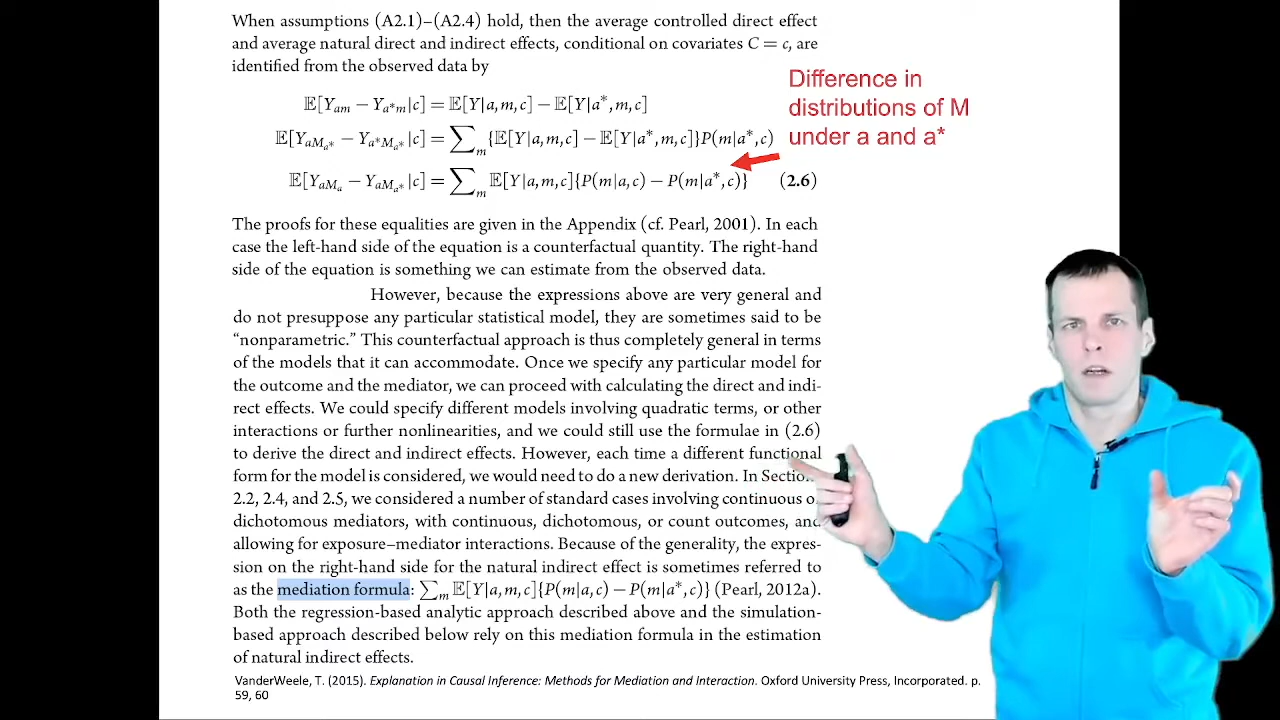 When assumptions (A2.1)–(A2.4) hold, then the average controlled direct effect
and average natural direct and indirect effects, conditional on covariates C = c, are
identified from the observed data by
𝔼[Y_{am} − Y_{a*m}|c] = 𝔼[Y|a, m, c] − 𝔼[Y|a*, m, c]
𝔼[Y_{aM_{a*}} − Y_{a*M_{a*}}|c] = ∑_m {𝔼[Y|a, m, c] − 𝔼[Y|a*, m, c]}P(m|a*, c)
𝔼[Y_{aM_a} − Y_{aM_{a*}}|c] = ∑_m 𝔼[Y|a, m, c]{P(m|a, c) − P(m|a*, c)} (2.6)
Difference in
distributions of M
under a and a*
The proofs for these equalities are given in the Appendix (cf. Pearl, 2001). In each
case the left-hand side of the equation is a counterfactual quantity. The right-hand
side of the equation is something we can estimate from the observed data.
However, because the expressions above are very general and
do not presuppose any particular statistical model, they are sometimes said to be
“nonparametric.” This counterfactual approach is thus completely general in terms
of the models that it can accommodate. Once we specify any particular model for
the outcome and the mediator, we can proceed with calculating the direct and indi-
rect effects. We could specify different models involving quadratic terms, or other
interactions or further nonlinearities, and we could still use the formulae in (2.6)
to derive the direct and indirect effects. However, each time a different functional
form for the model is considered, we would need to do a new derivation. In Section
2.2, 2.4, and 2.5, we considered a number of standard cases involving continuous o
dichotomous mediators, with continuous, dichotomous, or count outcomes, and
allowing for exposure–mediator interactions. Because of the generality, the expres-
sion on the right-hand side for the natural indirect effect is sometimes referred to
as the mediation formula: ∑_m 𝔼[Y|a, m, c]{P(m|a, c) − P(m|a*, c)} (Pearl, 2012a).
Both the regression-based analytic approach described above and the simulation-
based approach described below rely on this mediation formula in the estimation
of natural indirect effects.
VanderWeele, T. (2015). Explanation in Causal Inference: Methods for Mediation and Interaction. Oxford University Press, Incorporated. p.
59, 60